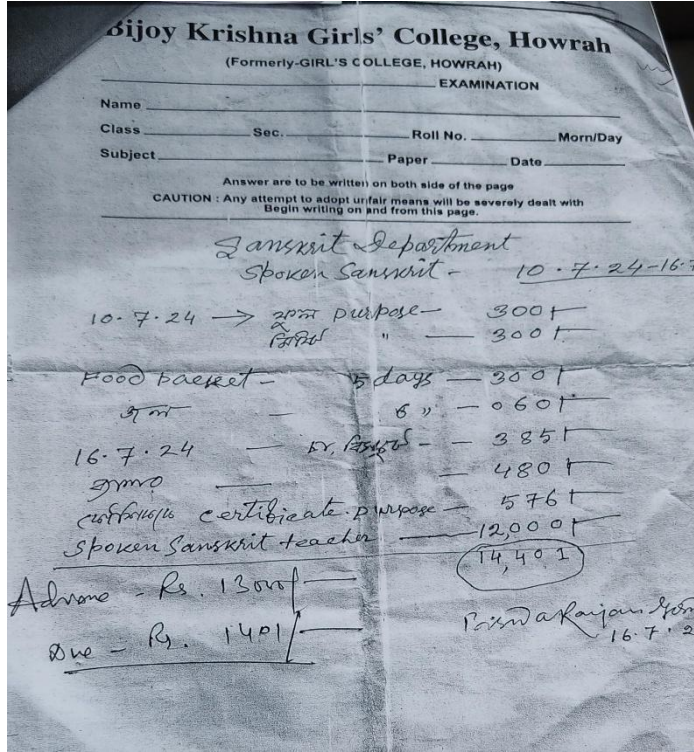 Bijoy Krishna Girls' College, Howrah
(Formerly-GIRL'S COLLEGE, HOWRAH)
EXAMINATION
Name
Class Sec. Roll No. Morn/Day
Subject Paper Date
Answer are to be written on both side of the page
CAUTION : Any attempt to adopt unfair means will be severely dealt with
Begin writing on and from this page.
Sanskrit Department
Spoken Sanskrit - 10.7.24-16.7
10.7.24 → ফুল purpose - 300/-
মিষ্টি " — 300/-
Food packet - 5 days — 300/-
জল — 6 " — 060/-
16.7.24 — — 385/-
— 480/-
certificate purpose — 576/-
Spoken Sanskrit teacher — 12,000/-
14,401
Advance - Rs. 13000/-
Due - Rs. 1401/-
16.7.2